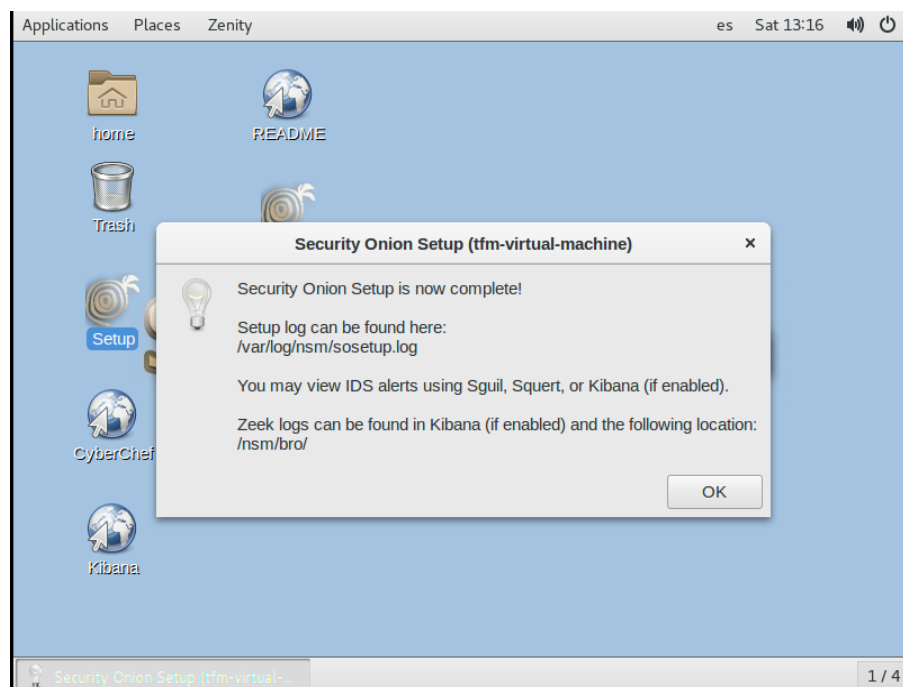 Applications Places Zenity es Sat 13:16
home
README
Trash
Security Onion Setup (tfm-virtual-machine)
Security Onion Setup is now complete!
Setup log can be found here:
/var/log/nsm/sosetup.log
You may view IDS alerts using Sguil, Squert, or Kibana (if enabled).
Zeek logs can be found in Kibana (if enabled) and the following location:
/nsm/bro/
OK
Setup
CyberChef
Kibana
Security Onion Setup (tfm-virtual-...
1 / 4